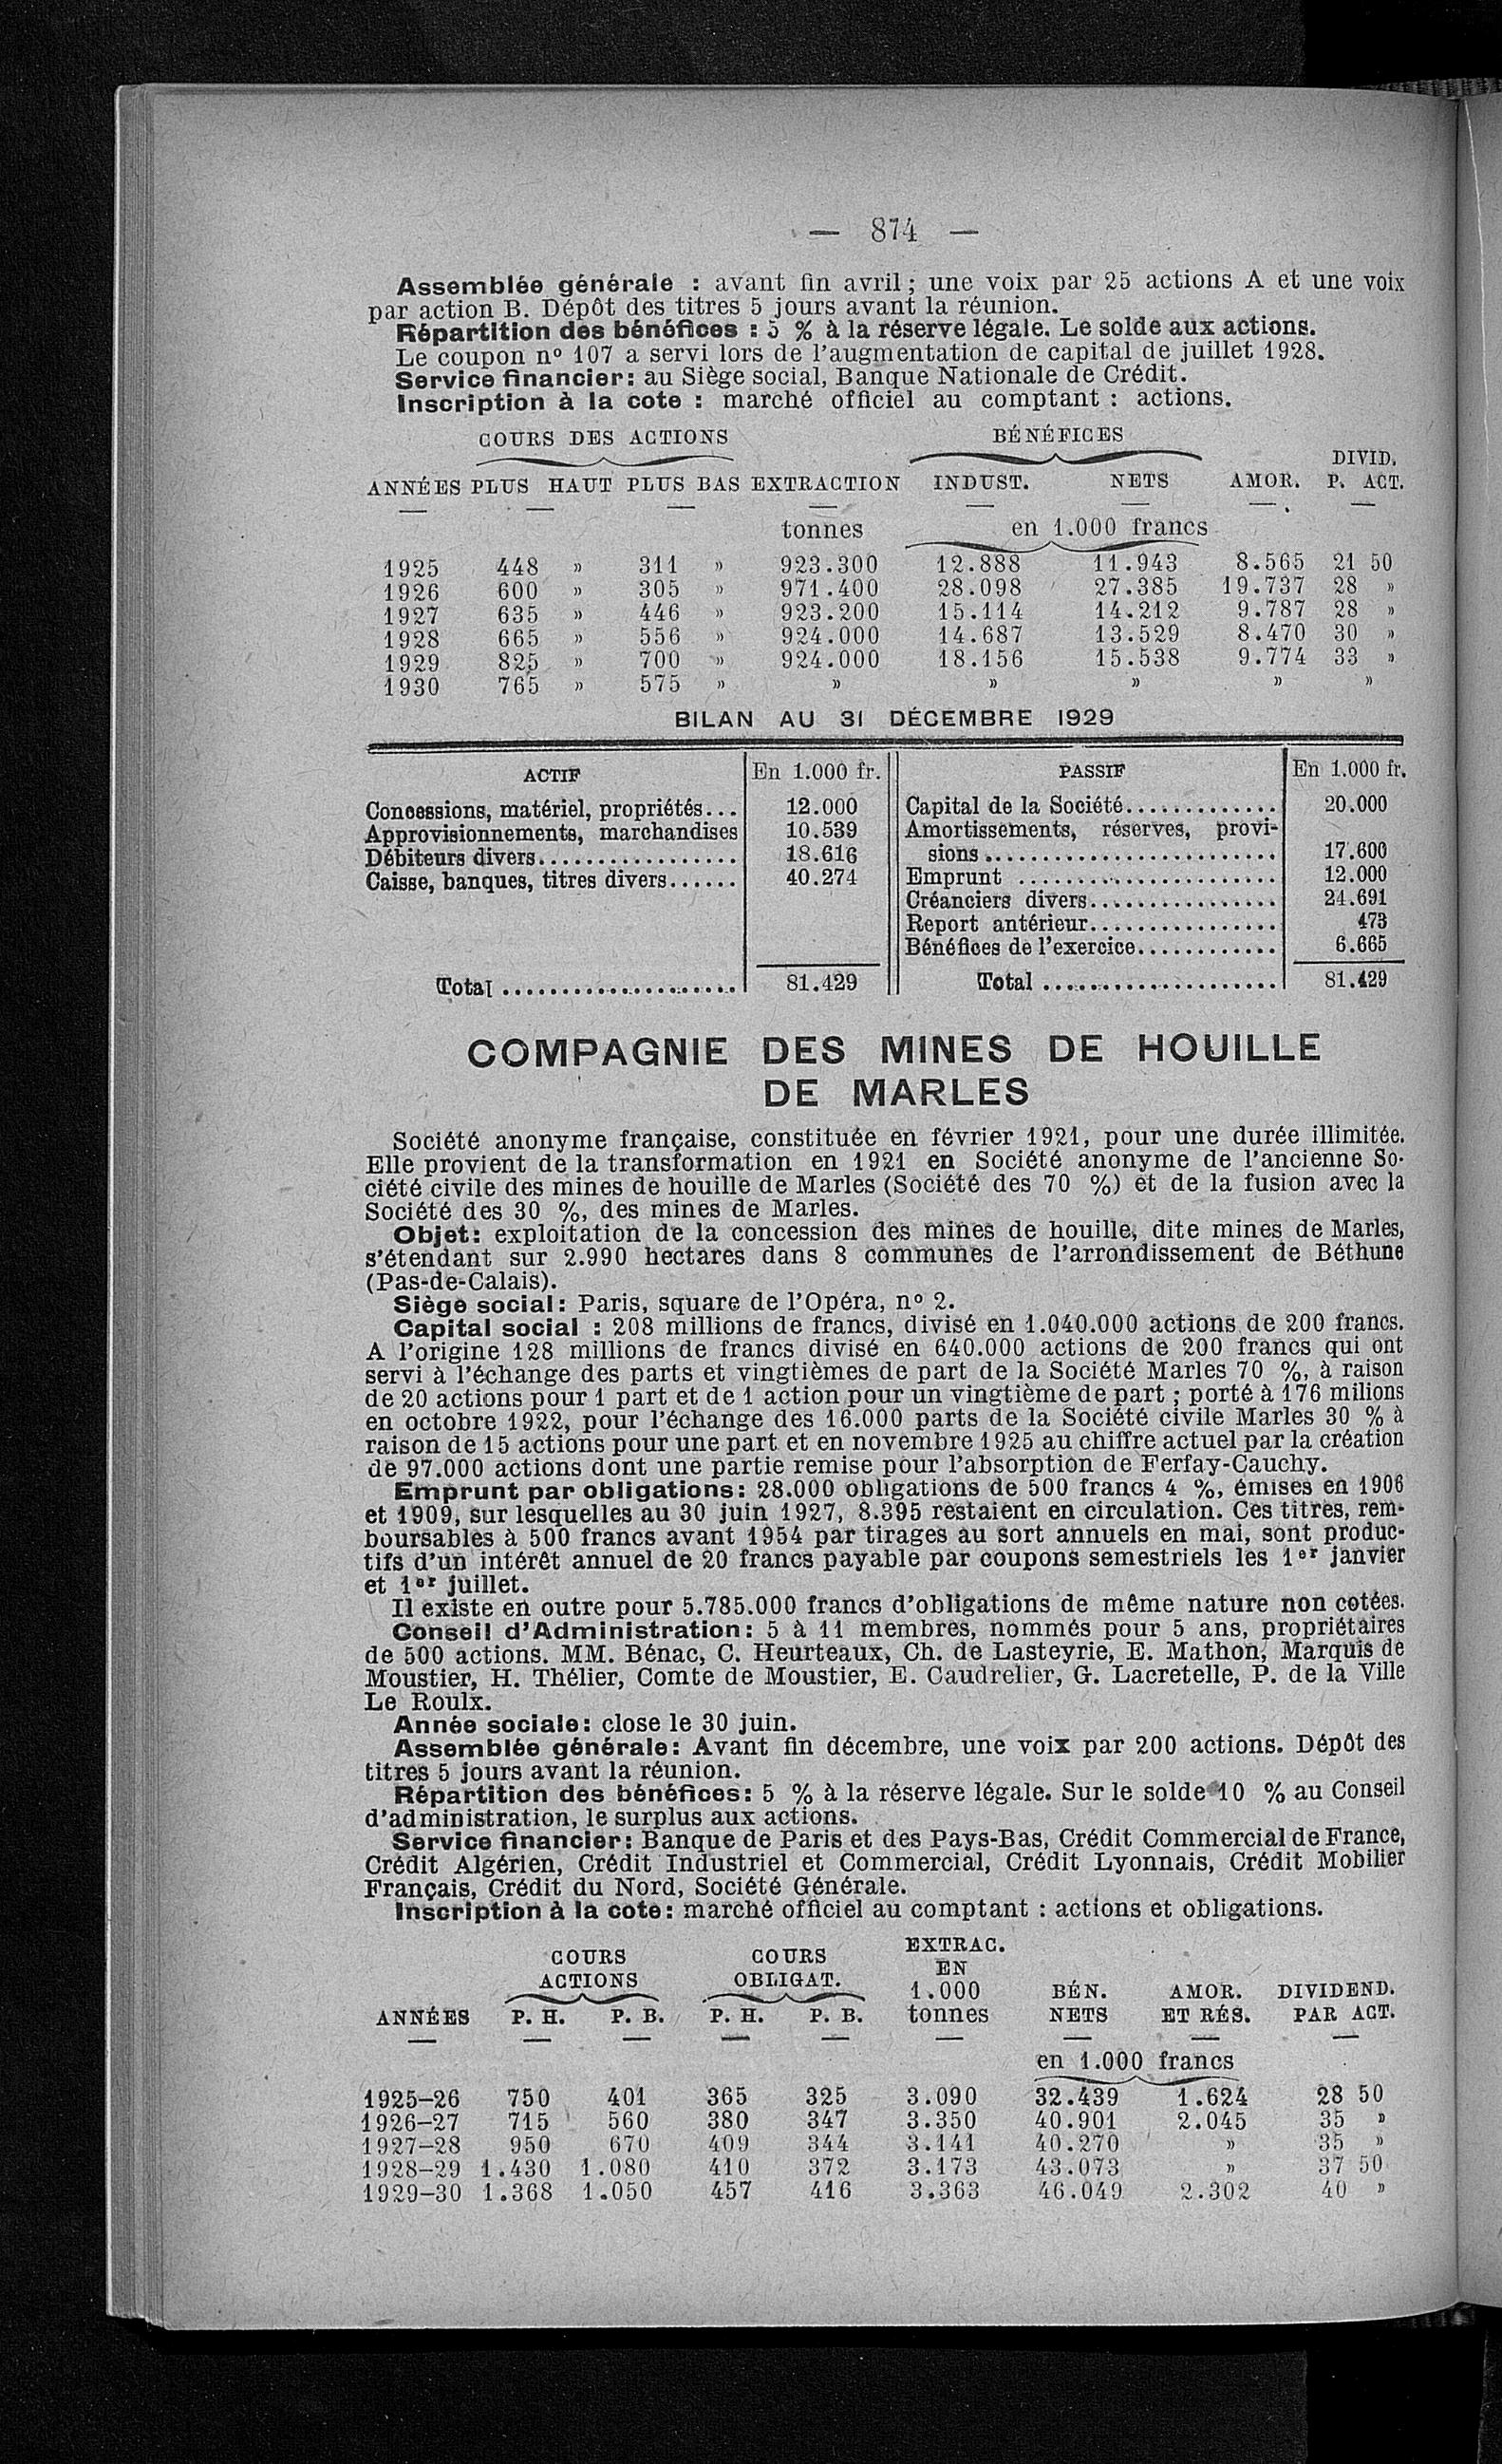 — 874 —
Assemblée générale : avant fin avril ; une voix par 25 actions A et une voix
par action B. Dépôt des titres 5 jours avant la réunion.
Répartition des bénéfices : 5 % à la réserve légale. Le solde aux actions.
Le coupon nº 107 a servi lors de l'augmentation de capital de juillet 1928.
Service financier : au Siège social, Banque Nationale de Crédit.
Inscription à la cote : marché officiel au comptant : actions.
COURS DES ACTIONS BÉNÉFICES
DIVID.
ANNÉES PLUS HAUT PLUS BAS EXTRACTION INDUST. NETS AMOR. P. ACT.
tonnes en 1.000 francs
1925 448 » 311 » 923.300 12.888 11.943 8.565 21 50
1926 600 » 305 » 971.400 28.098 27.385 19.737 28 »
1927 635 » 446 » 923.200 15.114 14.212 9.787 28 »
1928 665 » 556 » 924.000 14.687 13.529 8.470 30 »
1929 825 » 700 » 924.000 18.156 15.538 9.774 33 »
1930 765 » 575 » » » » » »
BILAN AU 31 DÉCEMBRE 1929
ACTIF En 1.000 fr. PASSIF En 1.000 fr.
Concessions, matériel, propriétés... 12.000 Capital de la Société............. 20.000
Approvisionnements, marchandises 10.539 Amortissements, réserves, provi-
Débiteurs divers................. 18.616 sions......................... 17.600
Caisse, banques, titres divers...... 40.274 Emprunt ...................... 12.000
Créanciers divers................ 24.691
Report antérieur................ 473
Bénéfices de l'exercice............ 6.665
Total .................... 81.429 Total .................... 81.429
COMPAGNIE DES MINES DE HOUILLE
DE MARLES
Société anonyme française, constituée en février 1921, pour une durée illimitée.
Elle provient de la transformation en 1921 en Société anonyme de l'ancienne So-
ciété civile des mines de houille de Marles (Société des 70 %) et de la fusion avec la
Société des 30 %, des mines de Marles.
Objet : exploitation de la concession des mines de houille, dite mines de Marles,
s'étendant sur 2.990 hectares dans 8 communes de l'arrondissement de Béthune
(Pas-de-Calais).
Siège social : Paris, square de l'Opéra, nº 2.
Capital social : 208 millions de francs, divisé en 1.040.000 actions de 200 francs.
A l'origine 128 millions de francs divisé en 640.000 actions de 200 francs qui ont
servi à l'échange des parts et vingtièmes de part de la Société Marles 70 %, à raison
de 20 actions pour 1 part et de 1 action pour un vingtième de part ; porté à 176 milions
en octobre 1922, pour l'échange des 16.000 parts de la Société civile Marles 30 % à
raison de 15 actions pour une part et en novembre 1925 au chiffre actuel par la création
de 97.000 actions dont une partie remise pour l'absorption de Ferfay-Cauchy.
Emprunt par obligations : 28.000 obligations de 500 francs 4 %, émises en 1906
et 1909, sur lesquelles au 30 juin 1927, 8.395 restaient en circulation. Ces titres, rem-
boursables à 500 francs avant 1954 par tirages au sort annuels en mai, sont produc-
tifs d'un intérêt annuel de 20 francs payable par coupons semestriels les 1er janvier
et 1er juillet.
Il existe en outre pour 5.785.000 francs d'obligations de même nature non cotées.
Conseil d'Administration : 5 à 11 membres, nommés pour 5 ans, propriétaires
de 500 actions. MM. Bénac, C. Heurteaux, Ch. de Lasteyrie, E. Mathon, Marquis de
Moustier, H. Thélier, Comte de Moustier, E. Caudrelier, G. Lacretelle, P. de la Ville
Le Roulx.
Année sociale : close le 30 juin.
Assemblée générale : Avant fin décembre, une voix par 200 actions. Dépôt des
titres 5 jours avant la réunion.
Répartition des bénéfices : 5 % à la réserve légale. Sur le solde 10 % au Conseil
d'administration, le surplus aux actions.
Service financier : Banque de Paris et des Pays-Bas, Crédit Commercial de France,
Crédit Algérien, Crédit Industriel et Commercial, Crédit Lyonnais, Crédit Mobilier
Français, Crédit du Nord, Société Générale.
Inscription à la cote : marché officiel au comptant : actions et obligations.
COURS COURS EXTRAC.
ACTIONS OBLIGAT. EN
1.000 BÉN. AMOR. DIVIDEND.
ANNÉES P. H. P. B. P. H. P. B. tonnes NETS ET RÉS. PAR ACT.
en 1.000 francs
1925-26 750 401 365 325 3.090 32.439 1.624 28 50
1926-27 715 560 380 347 3.350 40.901 2.045 35 »
1927-28 950 670 409 344 3.141 40.270 » 35 »
1928-29 1.430 1.080 410 372 3.173 43.073 » 37 50
1929-30 1.368 1.050 457 416 3.363 46.049 2.302 40 »